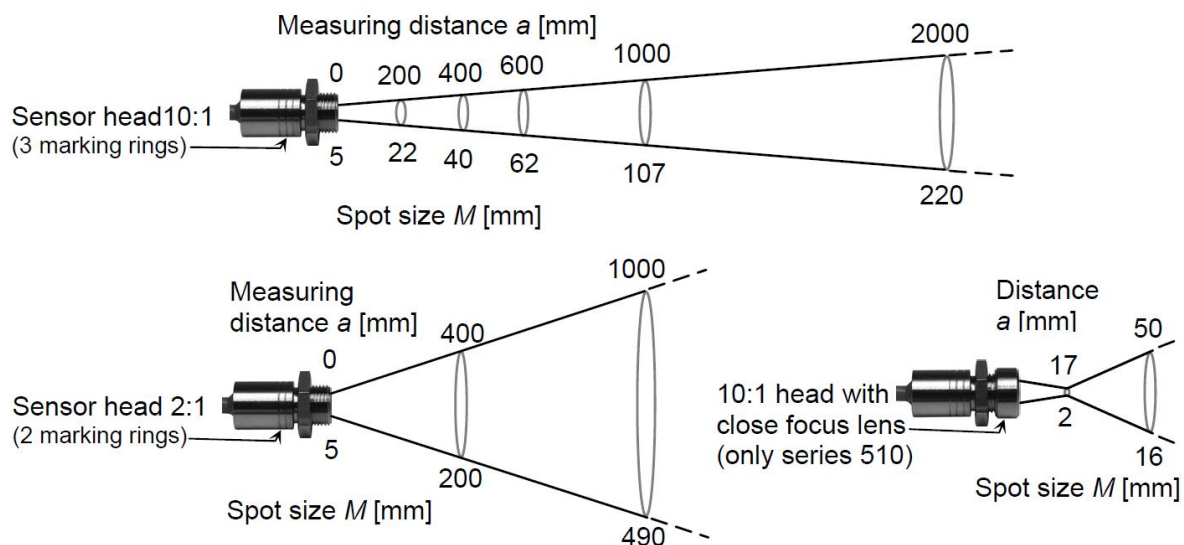 Measuring distance a [mm]
0
200
400
600
1000
2000
Sensor head10:1
(3 marking rings)
5
22
40
62
107
220
Spot size M [mm]
Measuring
distance a [mm]
0
400
1000
Sensor head 2:1
(2 marking rings)
5
200
490
Spot size M [mm]
Distance
a [mm]
17
50
10:1 head with
close focus lens
(only series 510)
2
16
Spot size M [mm]